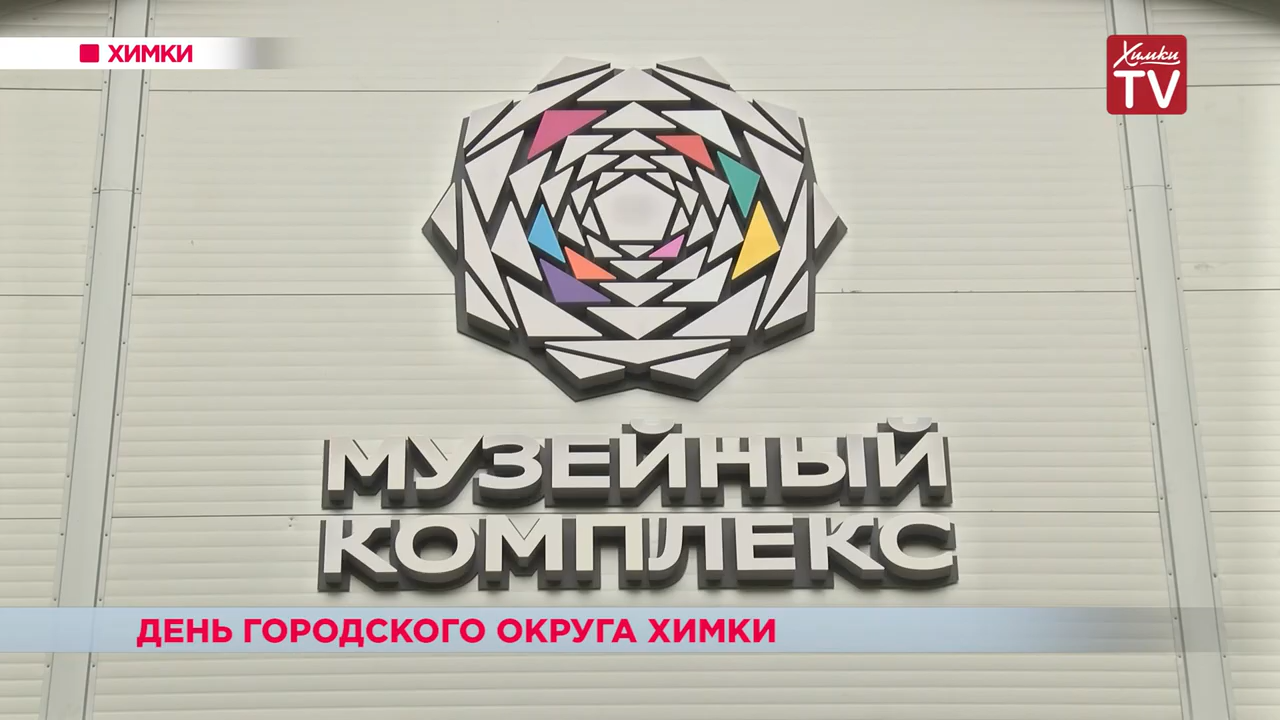 ХИМКИ
Химки
TV
МУЗЕЙНЫЙ
КОМПЛЕКС
ДЕНЬ ГОРОДСКОГО ОКРУГА ХИМКИ